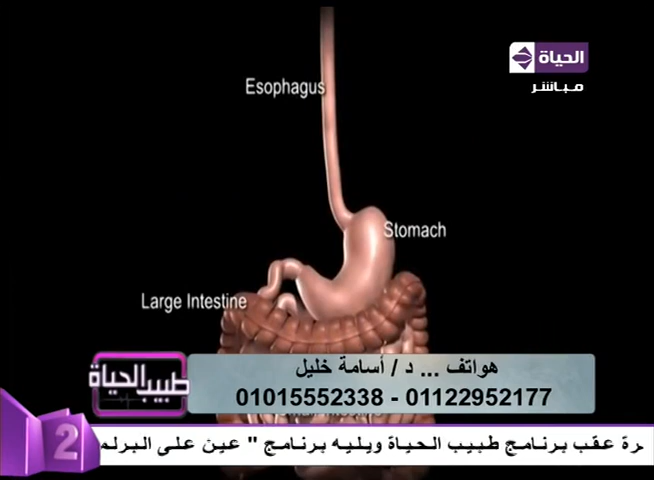 Esophagus
الحياة
مباشر
Stomach
Large Intestine
هواتف ... د / أسامة خليل
01015552338 - 01122952177
طبيب الحياة
2
رة عقب برنامج طبيب الحياة ويليه برنامج " عين على البرلم